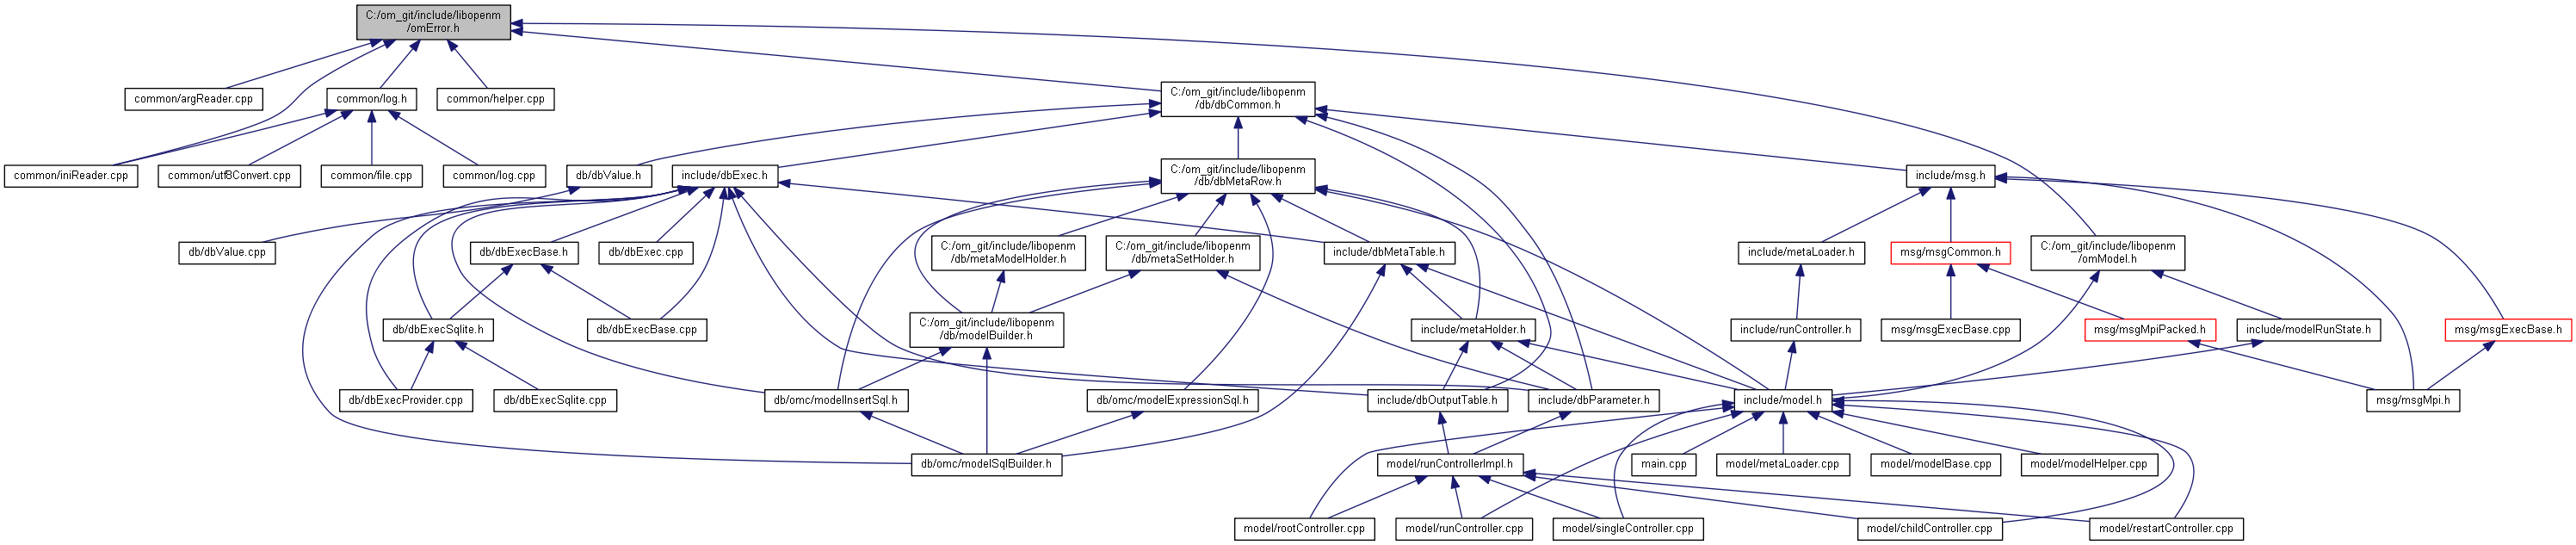 C:/om_git/include/libopenm
/omError.h
common/argReader.cpp
common/log.h
common/helper.cpp
C:/om_git/include/libopenm
/db/dbCommon.h
common/iniReader.cpp
common/utf8Convert.cpp
common/file.cpp
common/log.cpp
db/dbValue.h
include/dbExec.h
C:/om_git/include/libopenm
/db/dbMetaRow.h
include/msg.h
db/dbValue.cpp
db/dbExecBase.h
db/dbExec.cpp
C:/om_git/include/libopenm
/db/metaModelHolder.h
C:/om_git/include/libopenm
/db/metaSetHolder.h
include/dbMetaTable.h
include/metaLoader.h
msg/msgCommon.h
C:/om_git/include/libopenm
/omModel.h
db/dbExecSqlite.h
db/dbExecBase.cpp
C:/om_git/include/libopenm
/db/modelBuilder.h
include/metaHolder.h
include/runController.h
msg/msgExecBase.cpp
msg/msgMpiPacked.h
include/modelRunState.h
msg/msgExecBase.h
db/dbExecProvider.cpp
db/dbExecSqlite.cpp
db/omc/modelInsertSql.h
db/omc/modelExpressionSql.h
include/dbOutputTable.h
include/dbParameter.h
include/model.h
msg/msgMpi.h
db/omc/modelSqlBuilder.h
model/runControllerImpl.h
main.cpp
model/metaLoader.cpp
model/modelBase.cpp
model/modelHelper.cpp
model/rootController.cpp
model/runController.cpp
model/singleController.cpp
model/childController.cpp
model/restartController.cpp